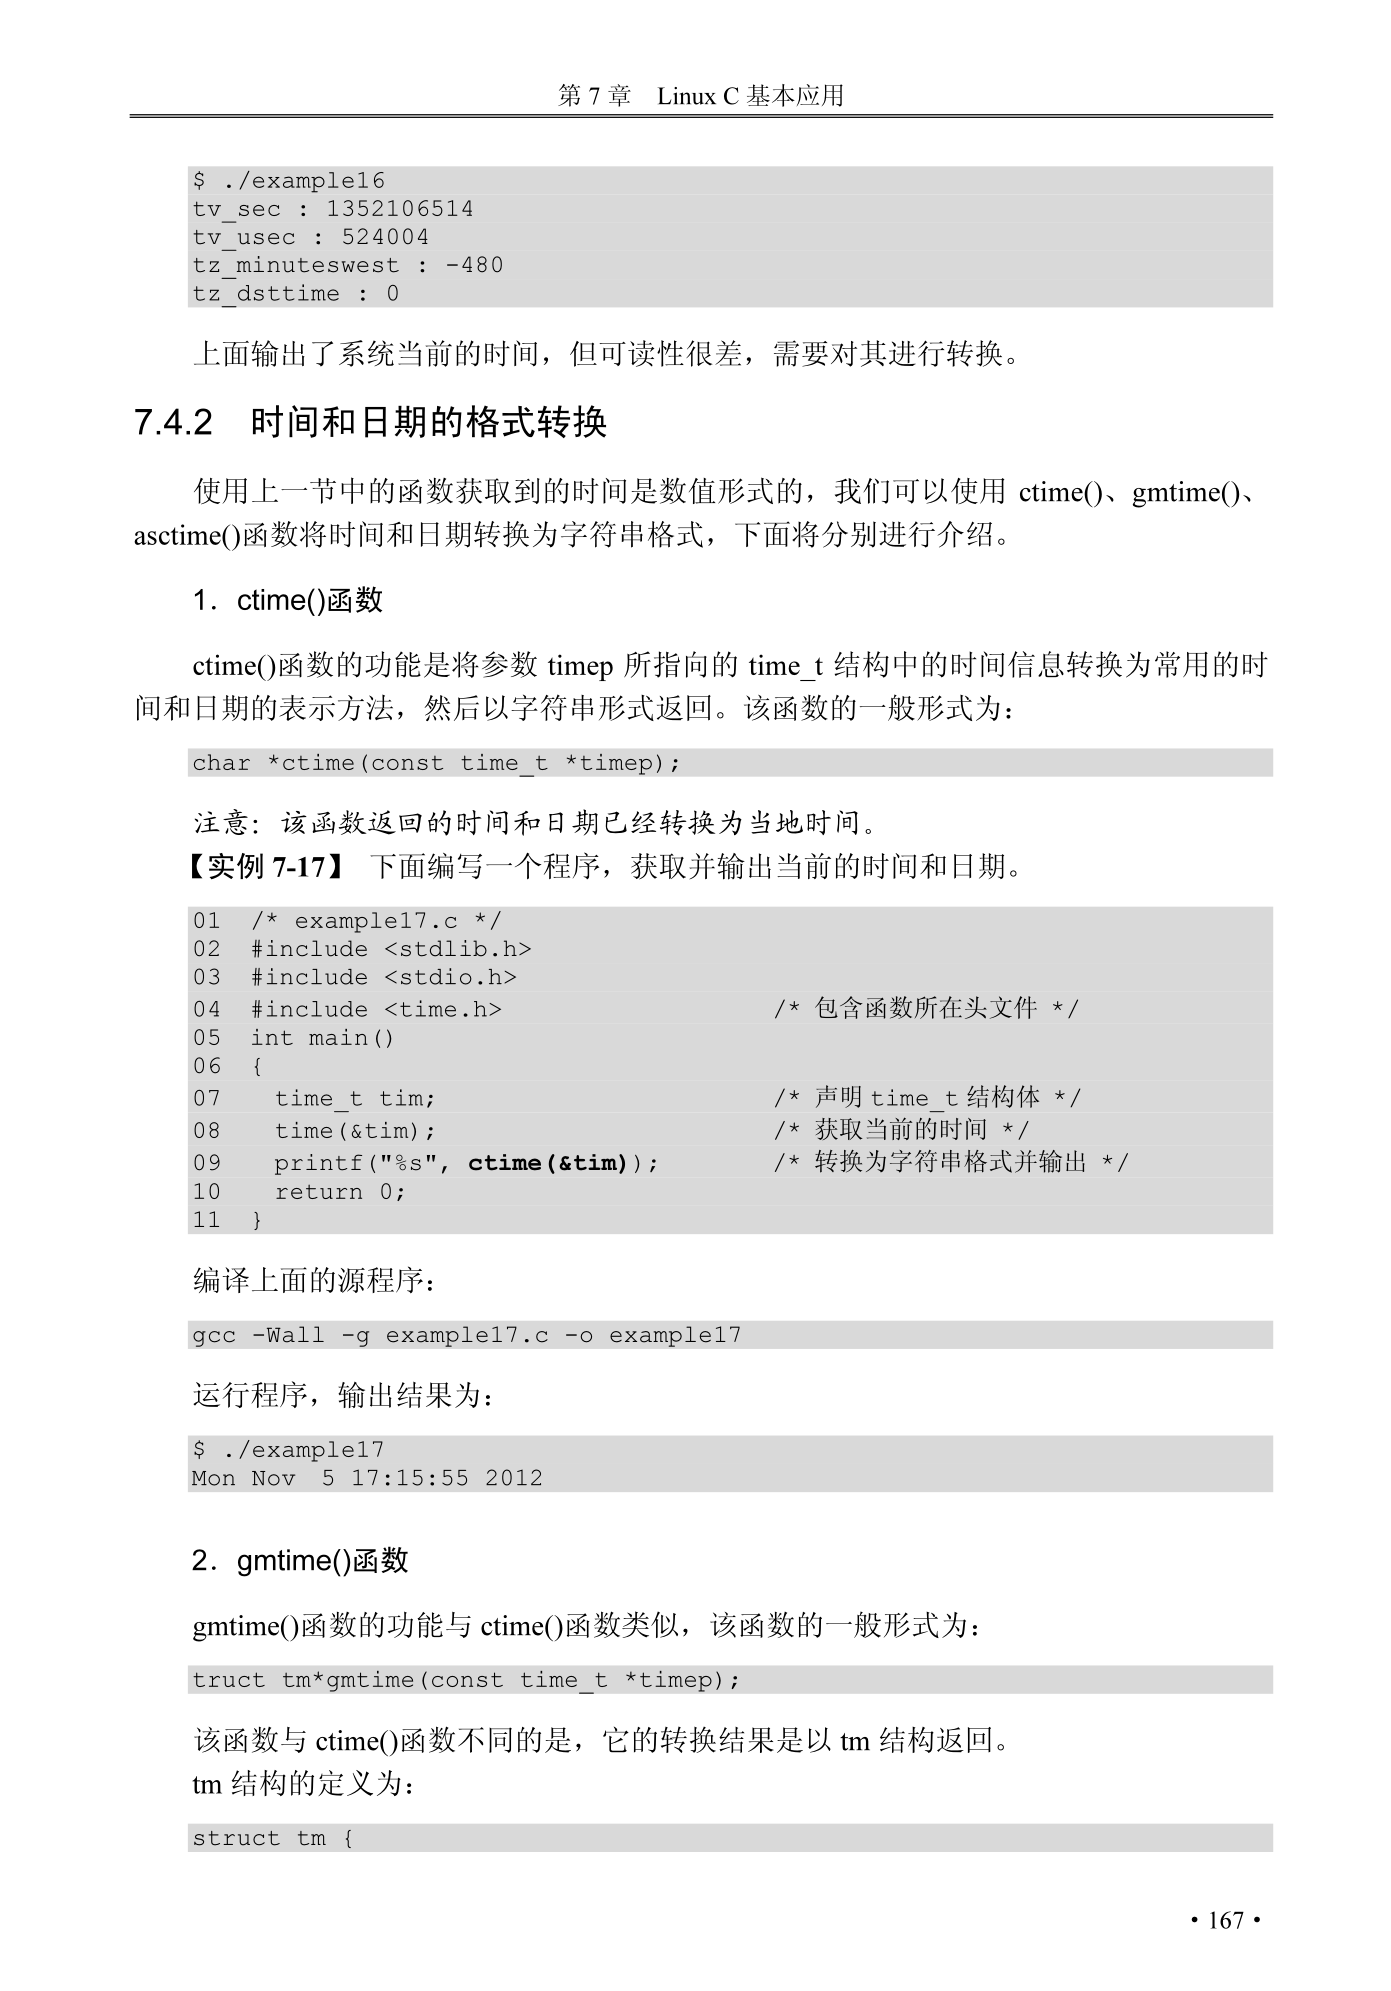 第 7 章 Linux C 基本应用
$ ./example16
tv_sec : 1352106514
tv_usec : 524004
tz_minuteswest : -480
tz_dsttime : 0
上面输出了系统当前的时间，但可读性很差，需要对其进行转换。
7.4.2 时间和日期的格式转换
使用上一节中的函数获取到的时间是数值形式的，我们可以使用 ctime()、gmtime()、
asctime()函数将时间和日期转换为字符串格式，下面将分别进行介绍。
1．ctime()函数
ctime()函数的功能是将参数 timep 所指向的 time_t 结构中的时间信息转换为常用的时
间和日期的表示方法，然后以字符串形式返回。该函数的一般形式为：
char *ctime(const time_t *timep);
注意：该函数返回的时间和日期已经转换为当地时间。
【实例 7-17】 下面编写一个程序，获取并输出当前的时间和日期。
01 /* example17.c */
02 #include <stdlib.h>
03 #include <stdio.h>
04 #include <time.h> /* 包含函数所在头文件 */
05 int main()
06 {
07 time_t tim; /* 声明 time_t 结构体 */
08 time(&tim); /* 获取当前的时间 */
09 printf("%s", ctime(&tim)); /* 转换为字符串格式并输出 */
10 return 0;
11 }
编译上面的源程序：
gcc -Wall -g example17.c -o example17
运行程序，输出结果为：
$ ./example17
Mon Nov  5 17:15:55 2012
2．gmtime()函数
gmtime()函数的功能与 ctime()函数类似，该函数的一般形式为：
truct tm*gmtime(const time_t *timep);
该函数与 ctime()函数不同的是，它的转换结果是以 tm 结构返回。
tm 结构的定义为：
struct tm {
• 167 •